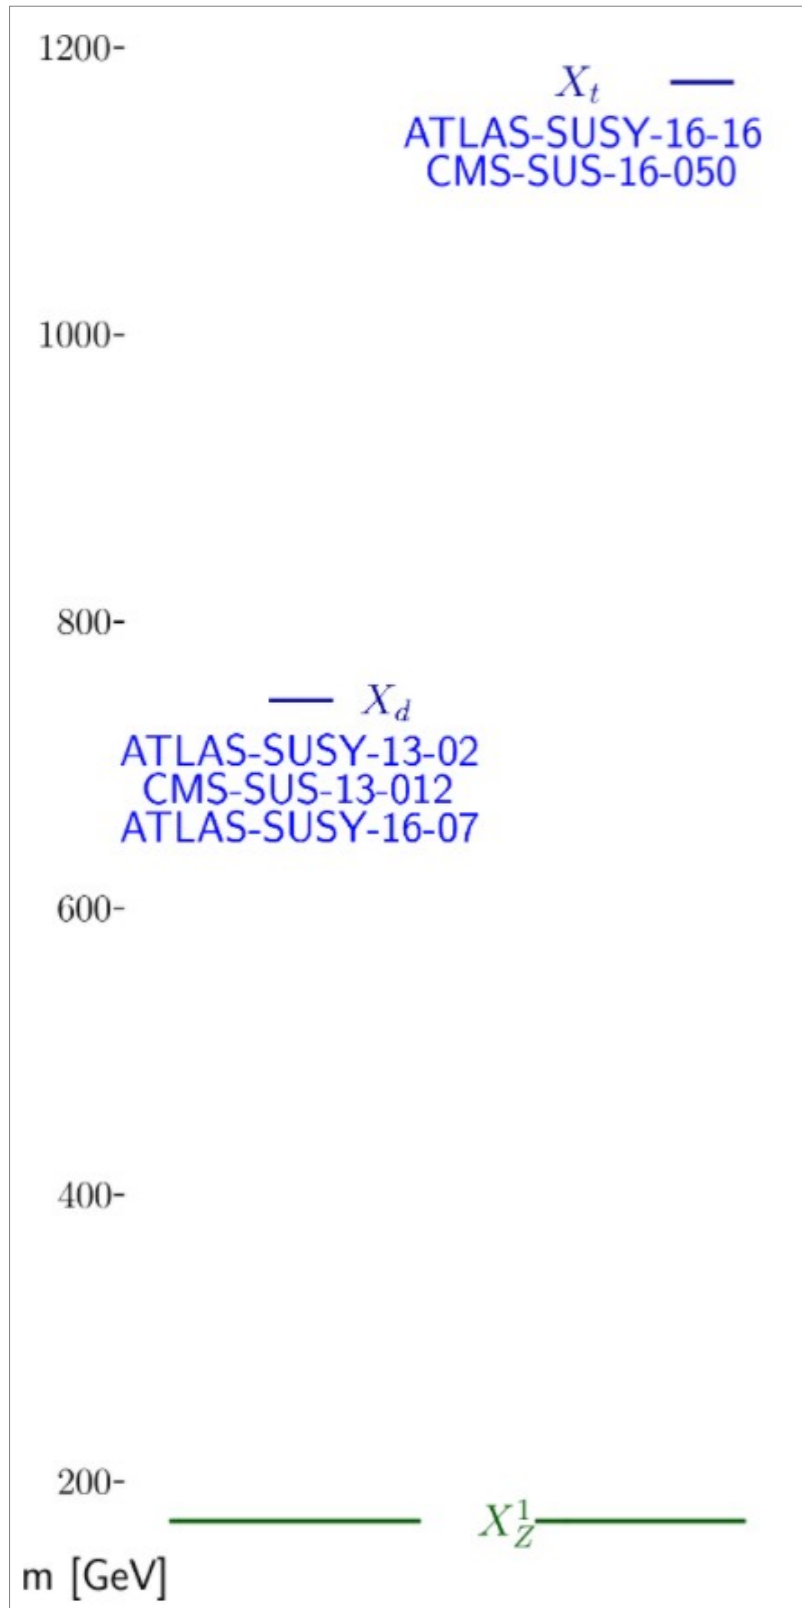 1200-
X_t
ATLAS-SUSY-16-16
CMS-SUS-16-050
1000-
800-
X_d
ATLAS-SUSY-13-02
CMS-SUS-13-012
ATLAS-SUSY-16-07
600-
400-
200-
X_Z^1
m [GeV]